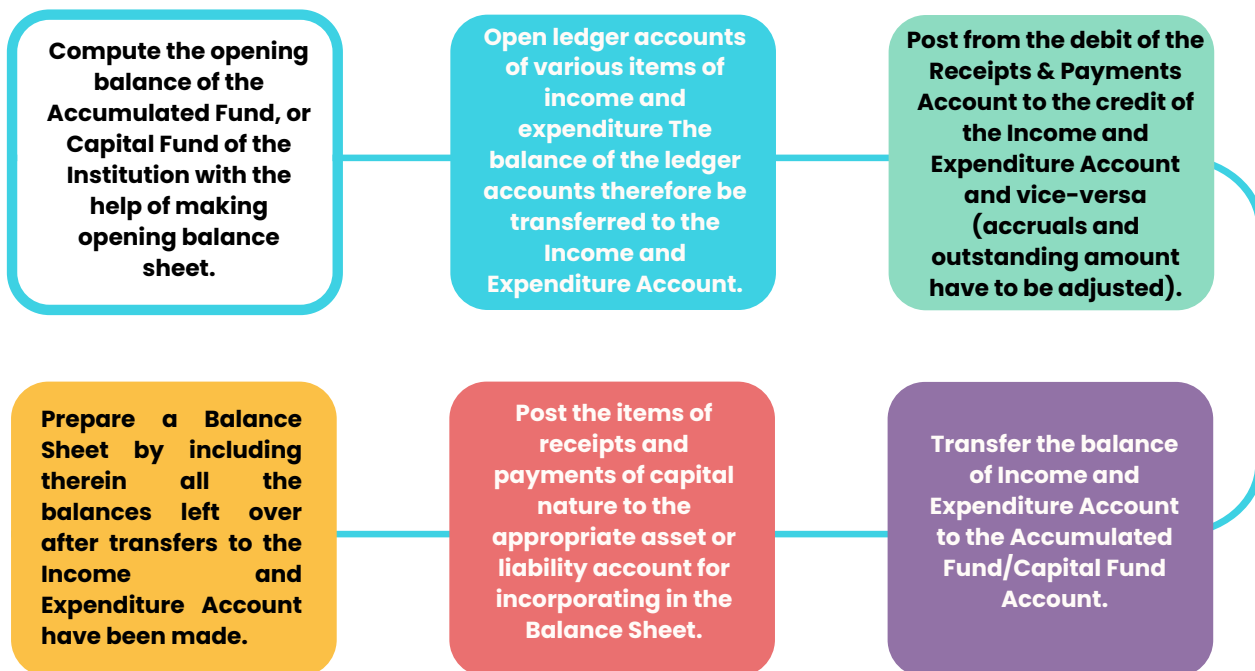 Compute the opening
balance of the
Accumulated Fund, or
Capital Fund of the
Institution with the
help of making
opening balance
sheet.
Open ledger accounts
of various items of
income and
expenditure The
balance of the ledger
accounts therefore be
transferred to the
Income and
Expenditure Account.
Post from the debit of the
Receipts & Payments
Account to the credit of
the Income and
Expenditure Account
and vice-versa
(accruals and
outstanding amount
have to be adjusted).
Transfer the balance
of Income and
Expenditure Account
to the Accumulated
Fund/Capital Fund
Account.
Post the items of
receipts and
payments of capital
nature to the
appropriate asset or
liability account for
incorporating in the
Balance Sheet.
Prepare a Balance
Sheet by including
therein all the
balances left over
after transfers to the
Income and
Expenditure Account
have been made.